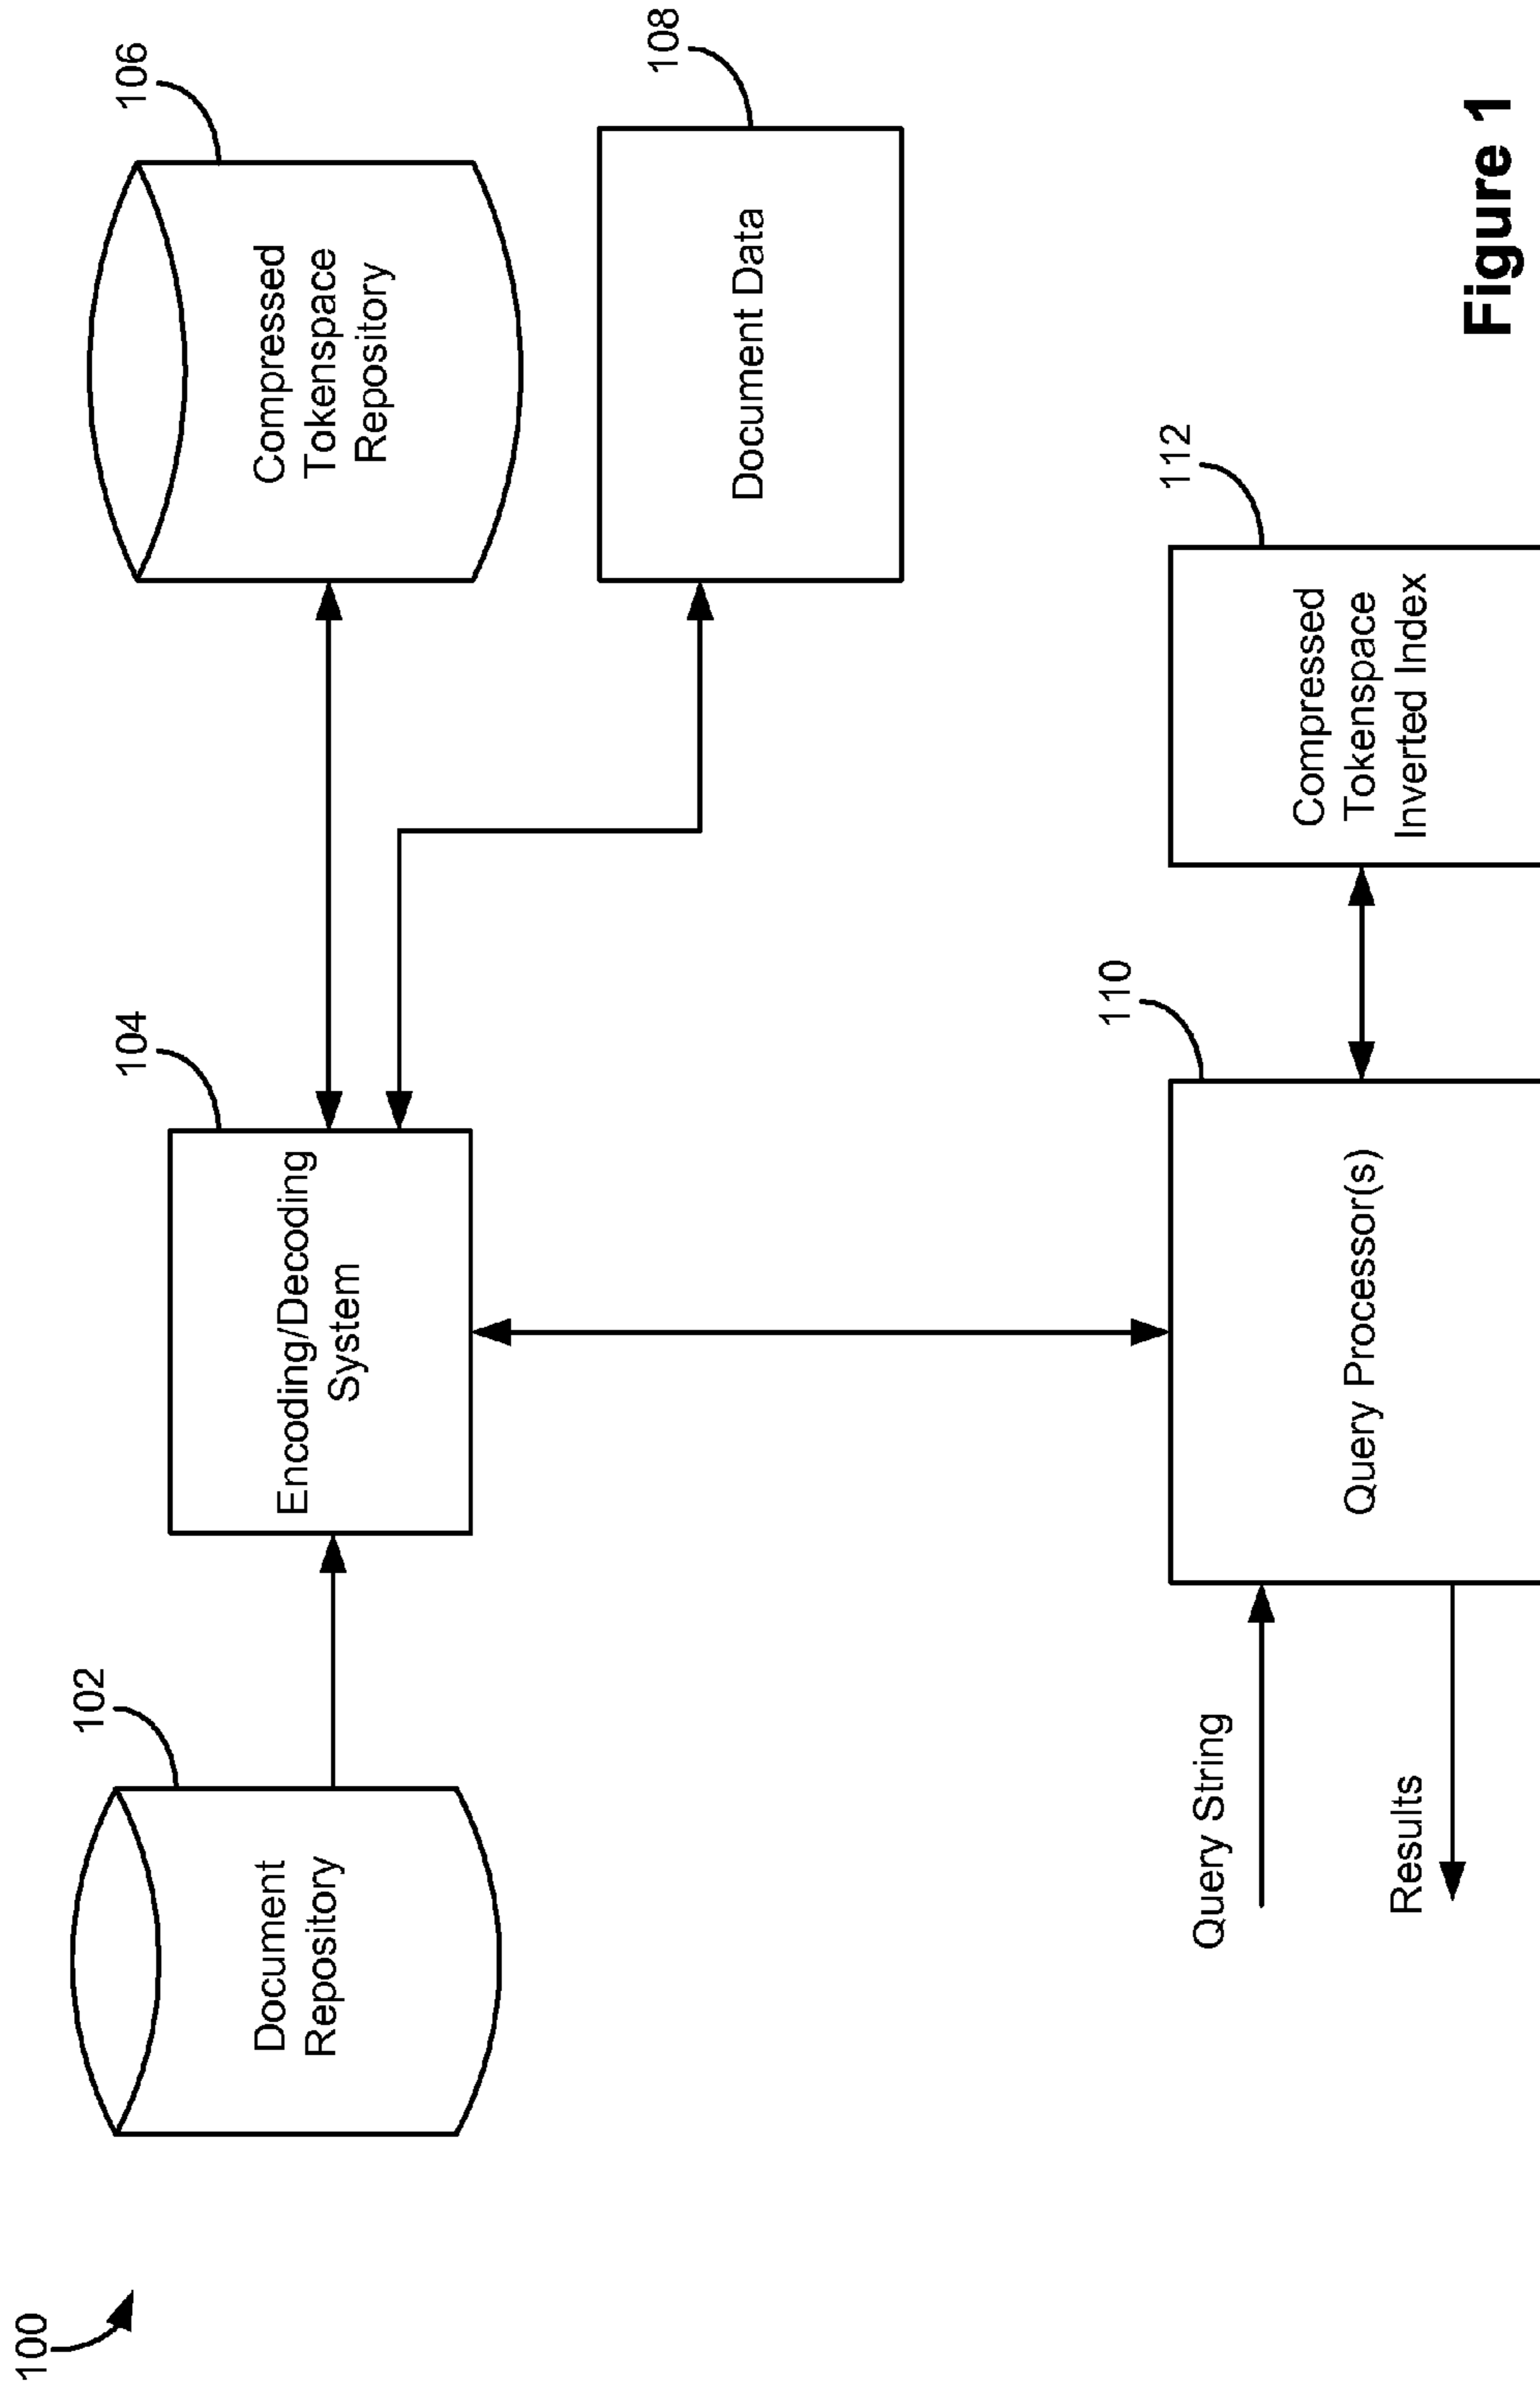 100
102
Document
Repository
104
Encoding/Decoding
System
106
Compressed
Tokenspace
Repository
108
Document Data
110
Query Processor(s)
112
Compressed
Tokenspace
Inverted Index
Query String
Results
Figure 1